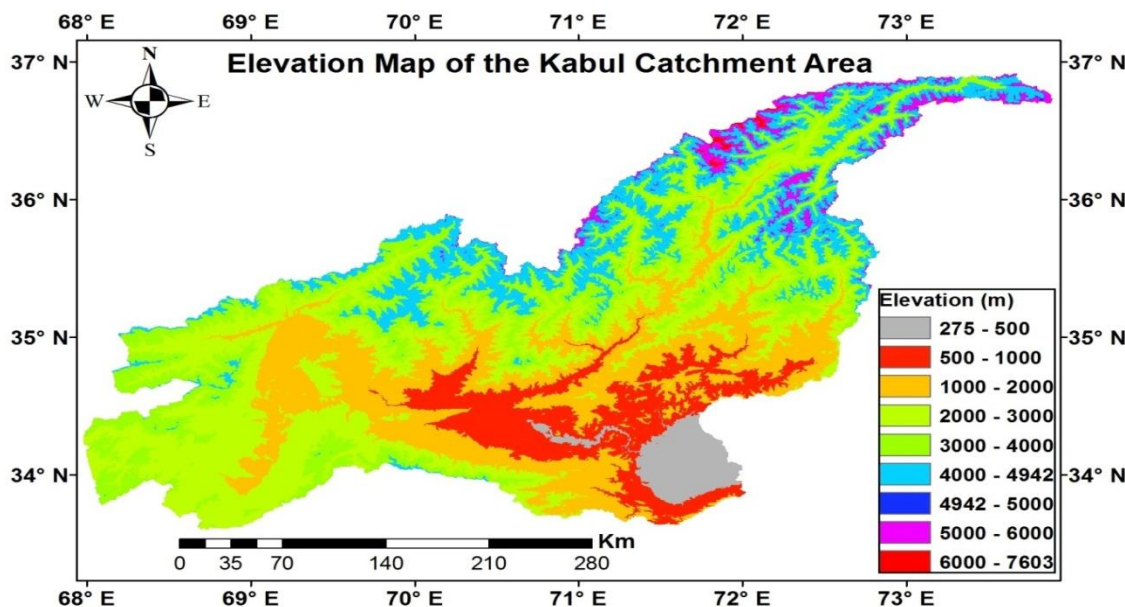 68° E 69° E 70° E 71° E 72° E 73° E
37° N 37° N
Elevation Map of the Kabul Catchment Area
N
W E
S
36° N 36° N
35° N 35° N
34° N 34° N
Elevation (m)
275 - 500
500 - 1000
1000 - 2000
2000 - 3000
3000 - 4000
4000 - 4942
4942 - 5000
5000 - 6000
6000 - 7603
Km
0 35 70 140 210 280
68° E 69° E 70° E 71° E 72° E 73° E